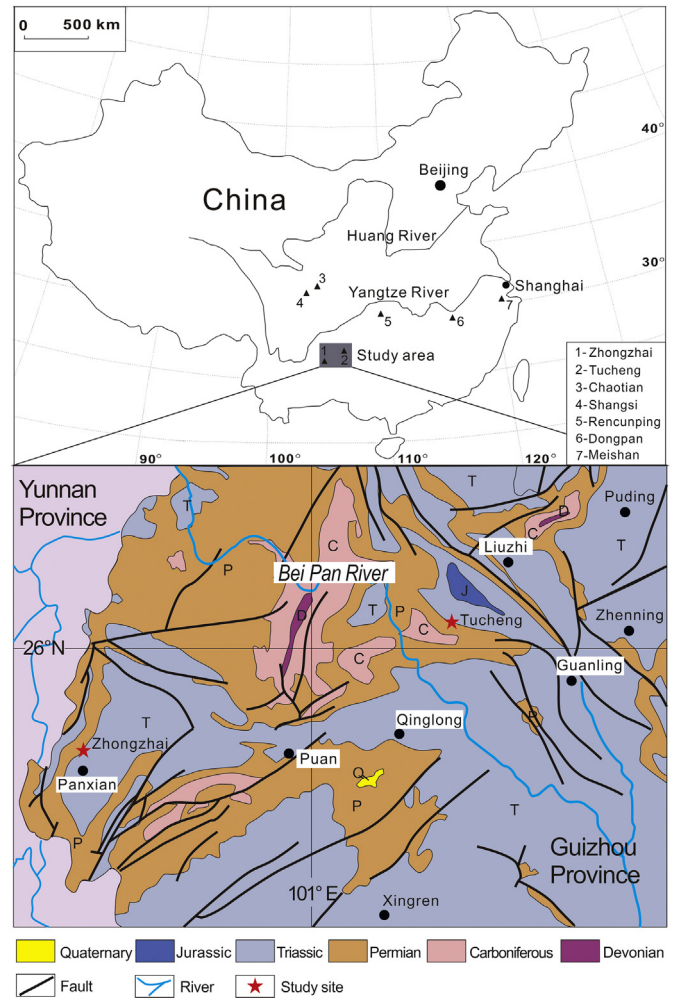 0 500 km
40°
Beijing
China
Huang River
30°
3
Shanghai
4
Yangtze River
7
5
6
1
2
Study area
1-Zhongzhai
2-Tucheng
3-Chaotian
4-Shangsi
5-Rencunping
6-Dongpan
7-Meishan
90° 100° 110° 120°
Yunnan
Province
T
T
Puding
D
C
C
Liuzhi
T
P
Bei Pan River
J
D
T
P
Tucheng
C
Zhenning
26°N
C
Guanling
T
P
Qinglong
Zhongzhai
Puan
Panxian
Q
P
T
P
Guizhou
Province
101° E
Xingren
Quaternary Jurassic Triassic Permian Carboniferous Devonian
Fault River Study site